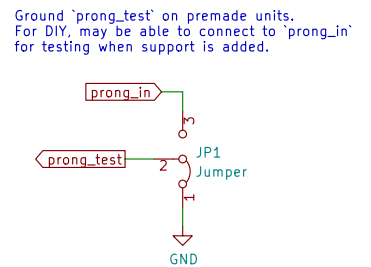 Ground `prong_test` on premade units.
For DIY, may be able to connect to `prong_in`
for testing when support is added.
prong_in
3
JP1
prong_test
2
Jumper
1
GND